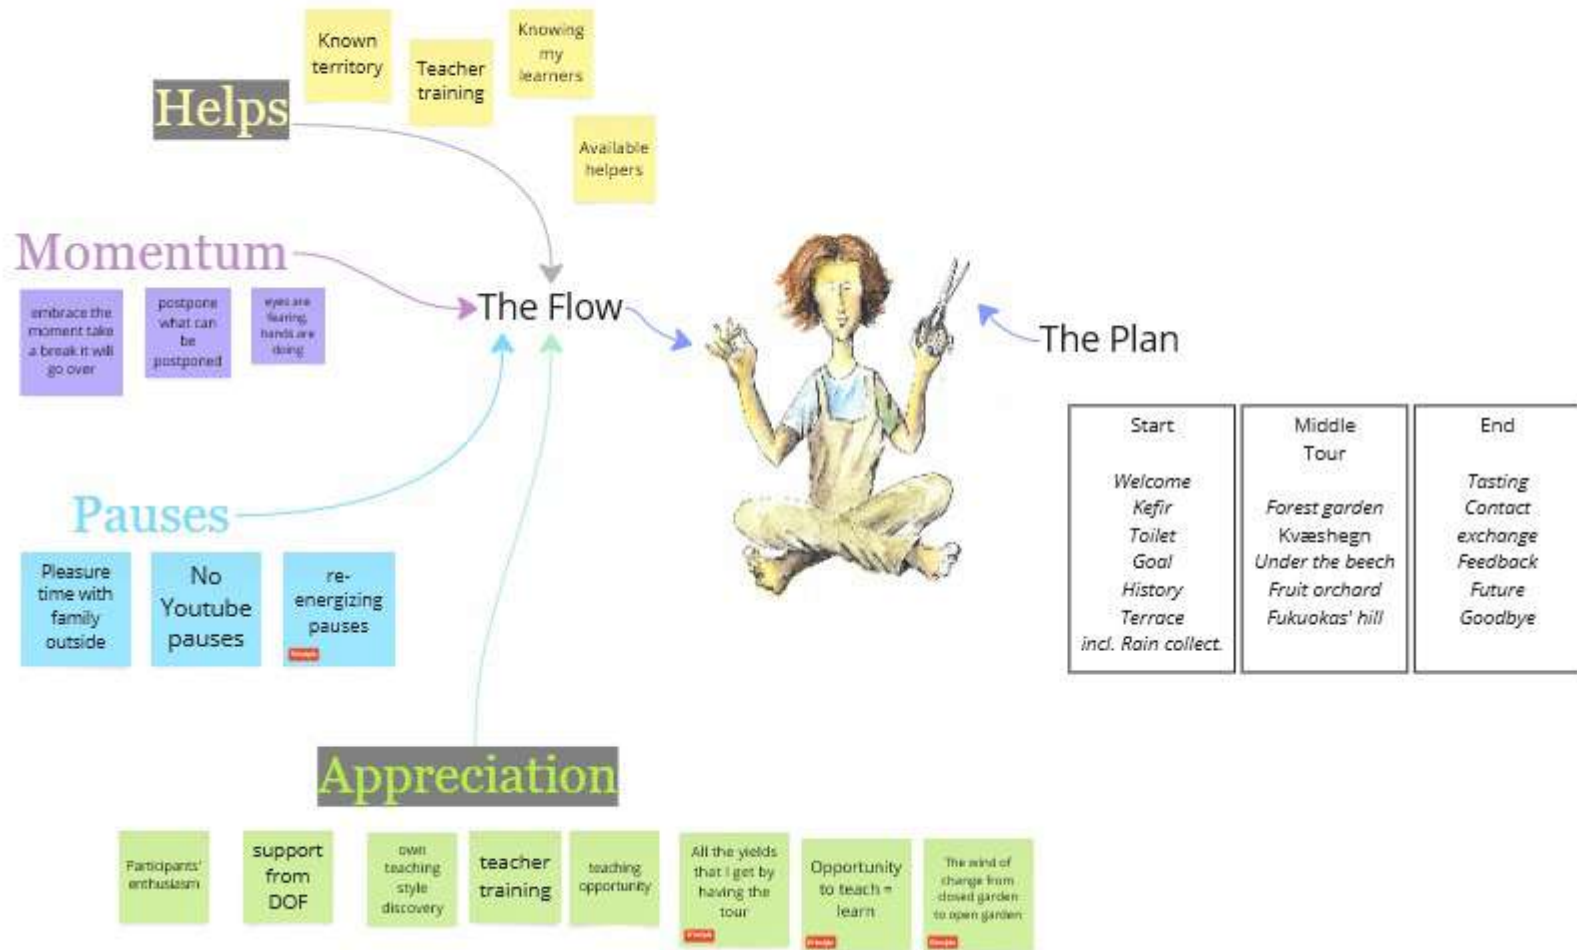 Helps
Known
territory
Teacher
training
Knowing
my
learners
Available
helpers
Momentum
embrace the
moment take
a break it will
go over
postpone
what can
be
postponed
eyes are
fearing,
hands are
doing
The Flow
The Plan
Start
Welcome
Kefir
Toilet
Goal
History
Terrace
incl. Rain collect.
Middle
Tour
Forest garden
Kvæshegn
Under the beech
Fruit orchard
Fukuokas' hill
End
Tasting
Contact
exchange
Feedback
Future
Goodbye
Pauses
Pleasure
time with
family
outside
No
Youtube
pauses
re-
energizing
pauses
Appreciation
Participants'
enthusiasm
support
from
DOF
own
teaching
style
discovery
teacher
training
teaching
opportunity
All the yields
that I get by
having the
tour
Opportunity
to teach =
learn
The wind of
change from
closed garden
to open garden